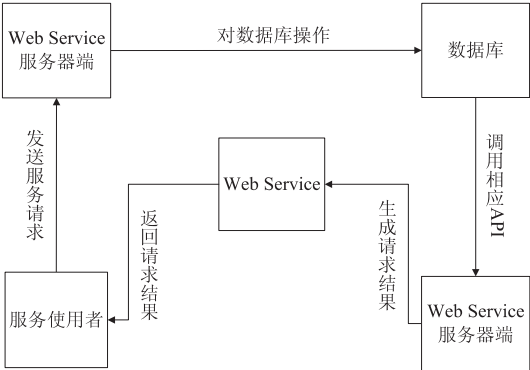 Web Service
服务器端
对数据库操作
数据库
发送服务请求
调用相应API
Web Service
生成请求结果
返回请求结果
服务使用者
Web Service
服务器端